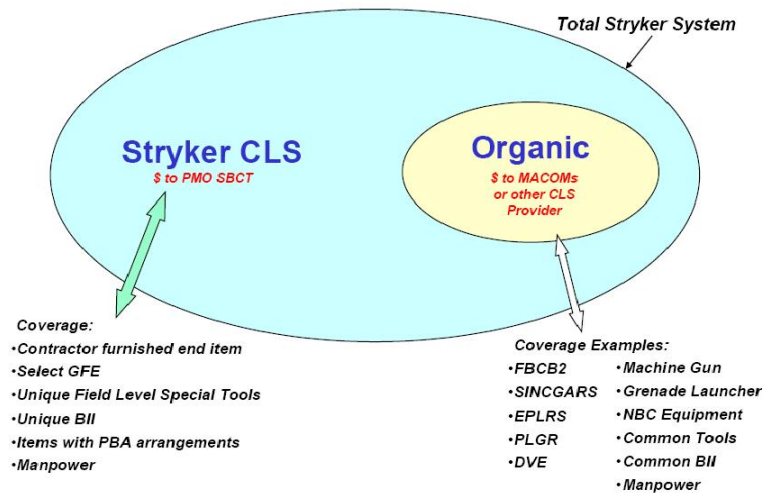 Total Stryker System
Stryker CLS
$ to PMO SBCT
Organic
$ to MACOMs
or other CLS
Provider
Coverage:
•Contractor furnished end item
•Select GFE
•Unique Field Level Special Tools
•Unique BII
•Items with PBA arrangements
•Manpower
Coverage Examples:
•FBCB2
•SINCGARS
•EPLRS
•PLGR
•DVE
•Machine Gun
•Grenade Launcher
•NBC Equipment
•Common Tools
•Common BII
•Manpower